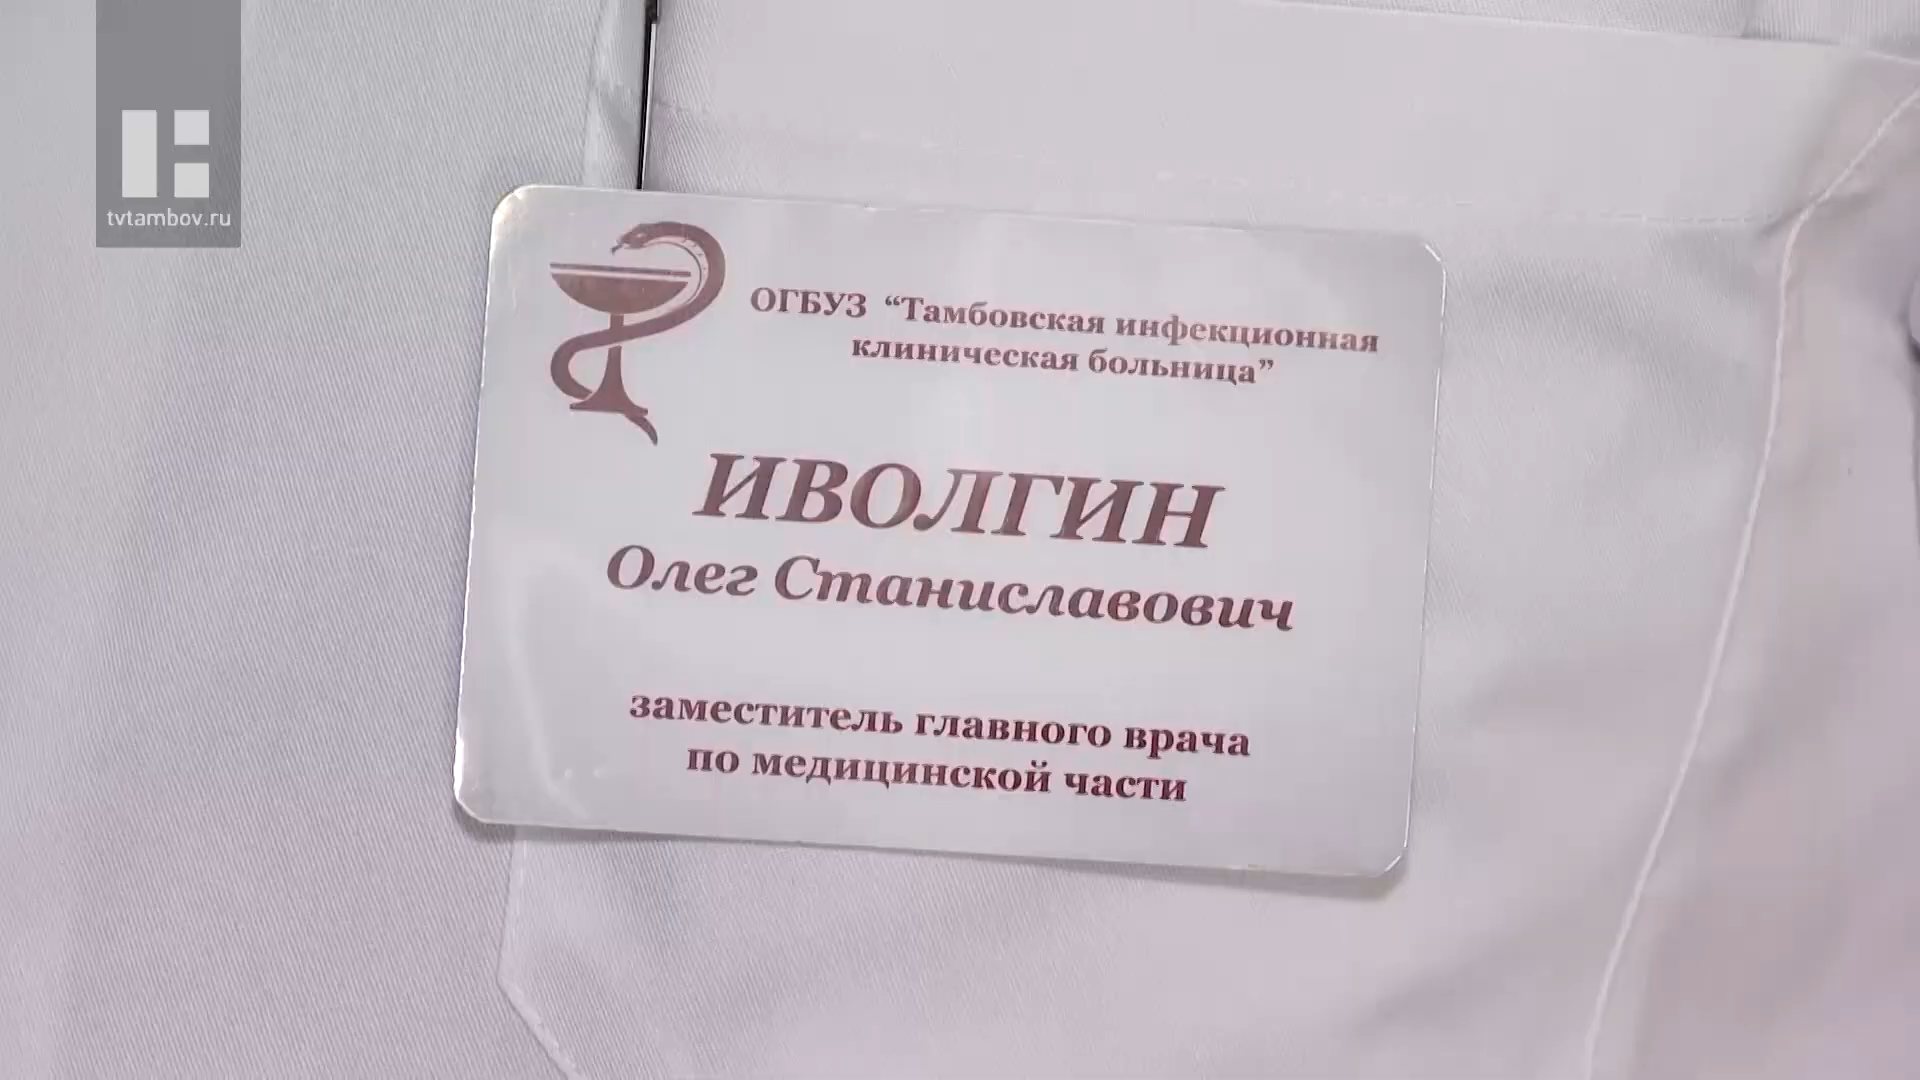 tvtambov.ru
ОГБУЗ “Тамбовская инфекционная
клиническая больница”
ИВОЛГИН
Олег Станиславович
заместитель главного врача
по медицинской части